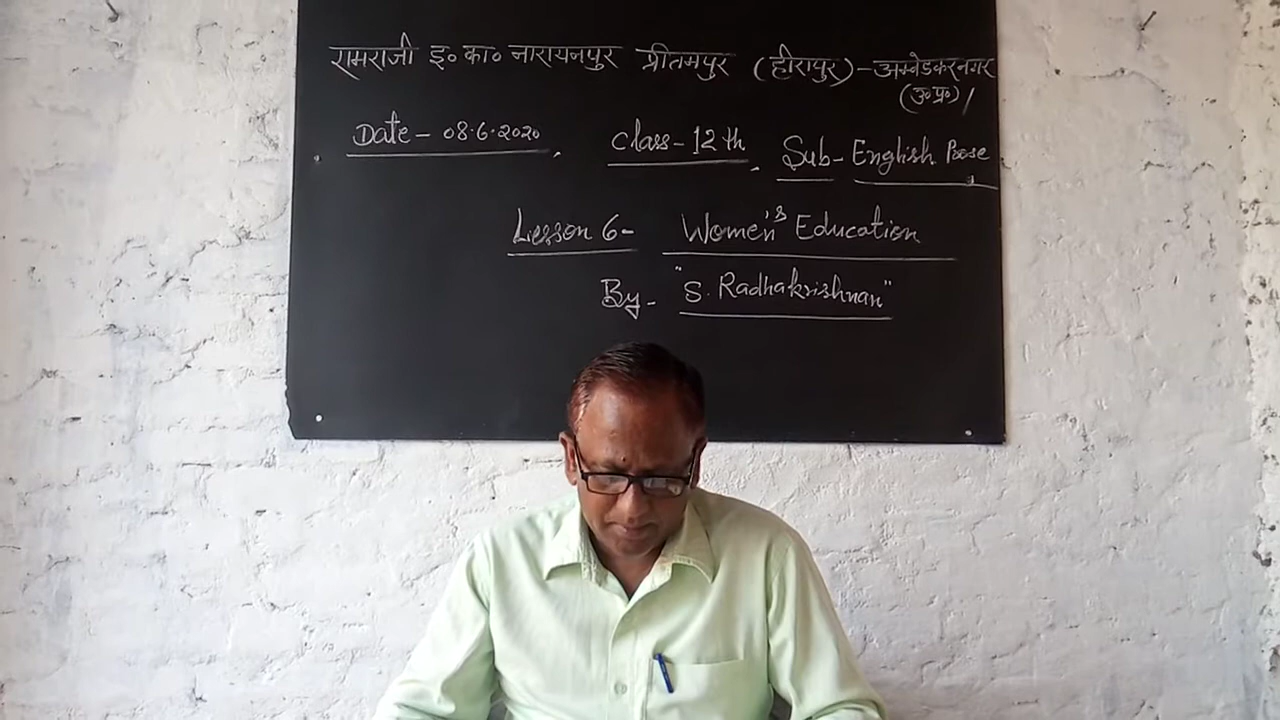 रामराजी इ० का० नारायनपुर प्रीतमपुर (हीरापुर)-अम्बेडकरनगर
(उ०प्र०)/
Date - 08.6.2020, Class - 12 th. Sub - English Prose
Lesson 6 - Women's Education
By - "S. Radhakrishnan"